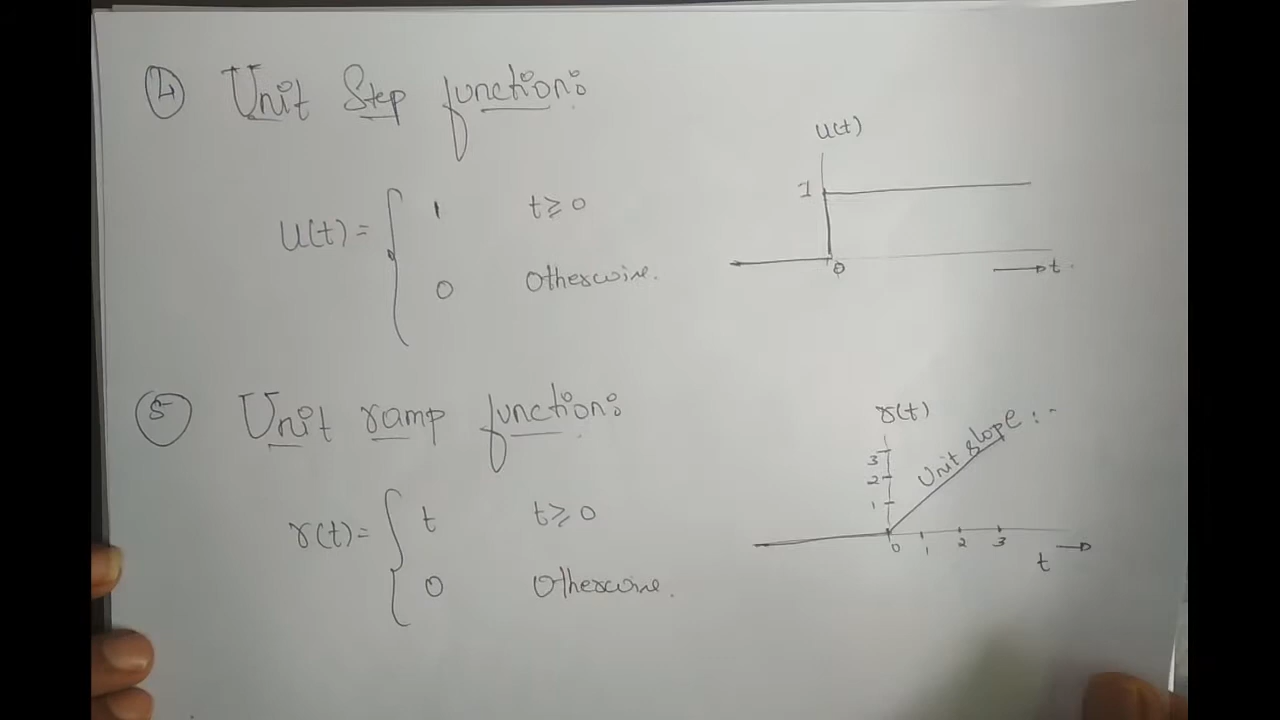 4 Unit Step function:
u(t) = { 1 t ≥ 0
0 Otherwise.
u(t)
1
0
t
5 Unit ramp function:
r(t) = { t t ≥ 0
0 Otherwise.
r(t)
Unit slope :-
3
2
1
0 1 2 3
t